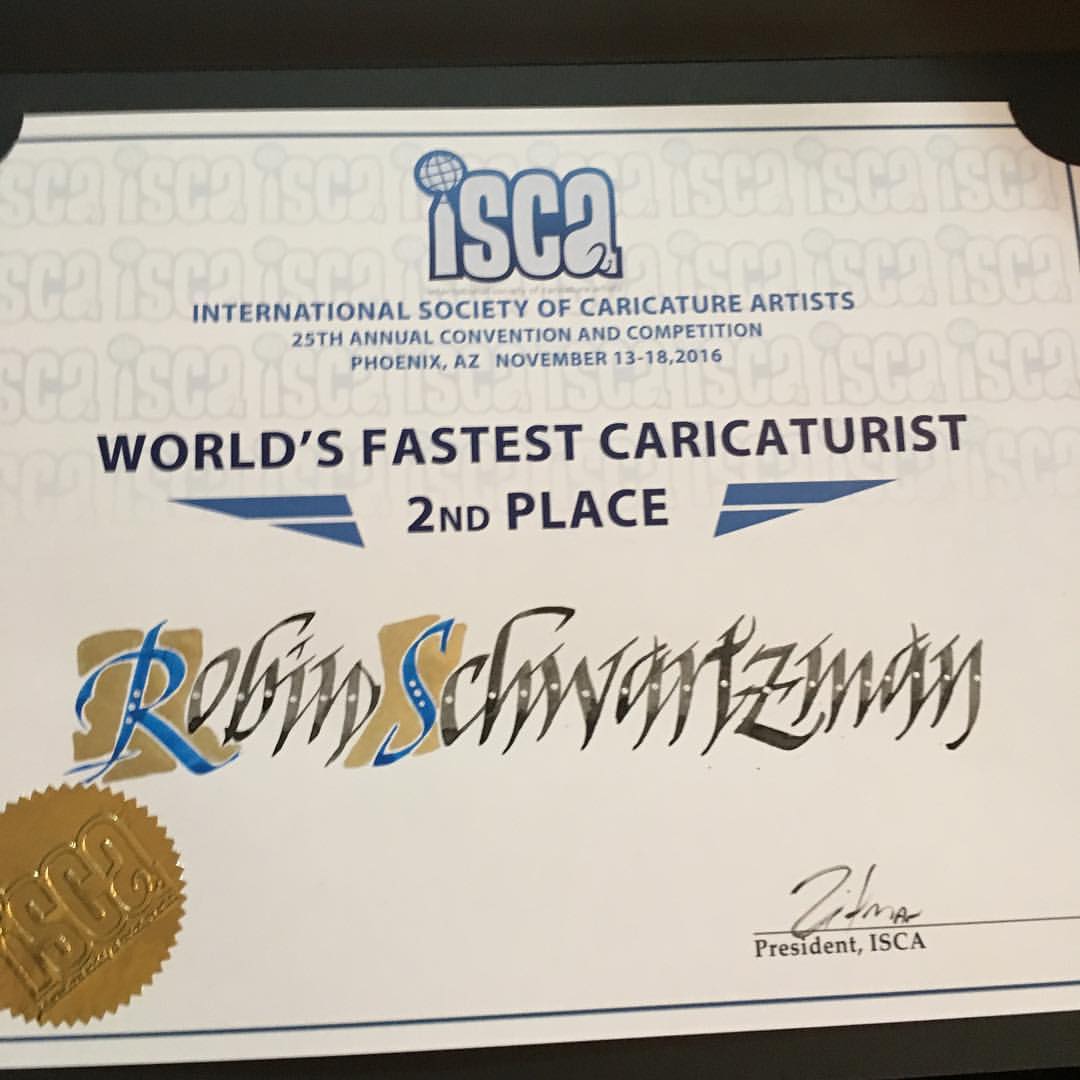 isca
INTERNATIONAL SOCIETY OF CARICATURE ARTISTS
25TH ANNUAL CONVENTION AND COMPETITION
PHOENIX, AZ NOVEMBER 13-18,2016
WORLD'S FASTEST CARICATURIST
2ND PLACE
Robin Schwartzman
isca
President, ISCA